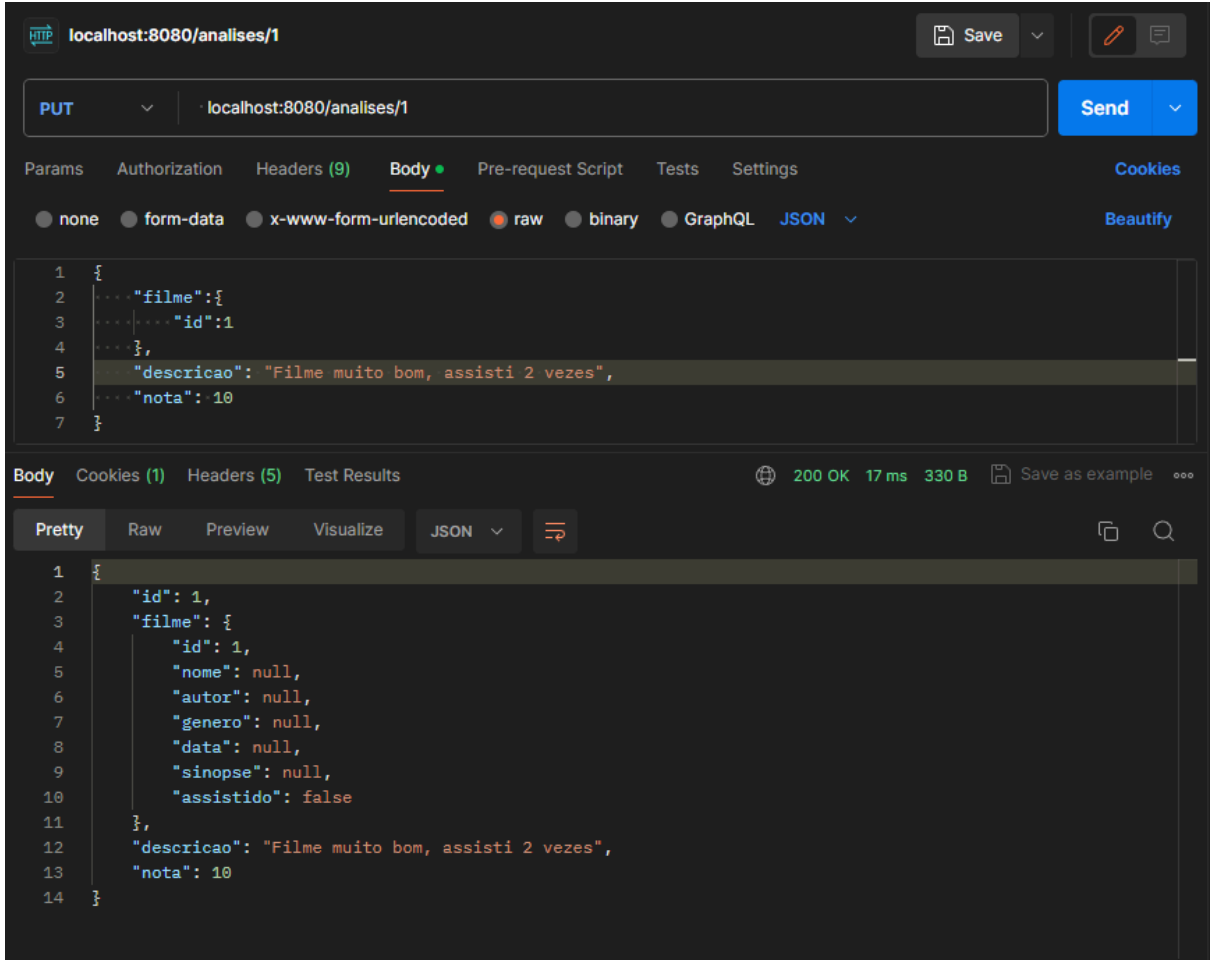 HTTP localhost:8080/analises/1 Save
PUT localhost:8080/analises/1 Send
Params Authorization Headers (9) Body Pre-request Script Tests Settings Cookies
none form-data x-www-form-urlencoded raw binary GraphQL JSON Beautify
1 {
2 "filme":{
3 "id":1
4 },
5 "descricao": "Filme muito bom, assisti 2 vezes",
6 "nota": 10
7 }
Body Cookies (1) Headers (5) Test Results 200 OK 17 ms 330 B Save as example
Pretty Raw Preview Visualize JSON
1 {
2 "id": 1,
3 "filme": {
4 "id": 1,
5 "nome": null,
6 "autor": null,
7 "genero": null,
8 "data": null,
9 "sinopse": null,
10 "assistido": false
11 },
12 "descricao": "Filme muito bom, assisti 2 vezes",
13 "nota": 10
14 }